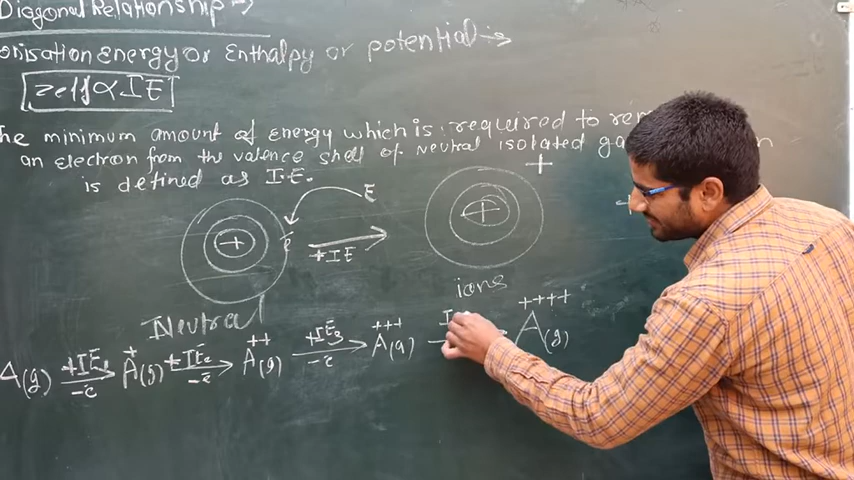 Diagonal Relationship →
onisation Energy or Enthalpy or potential →
zeff ∝ IE
he minimum amount of energy which is required to rem
an electron from the valence shell of Neutral isolated ga n
is defined as I.E.
+
E
+ ē +IE +
Neutral ions
A(g) +IE1 -ē A+(g) +IE2 -ē A++(g) +IE3 -ē A+++(g) I A++++(g)